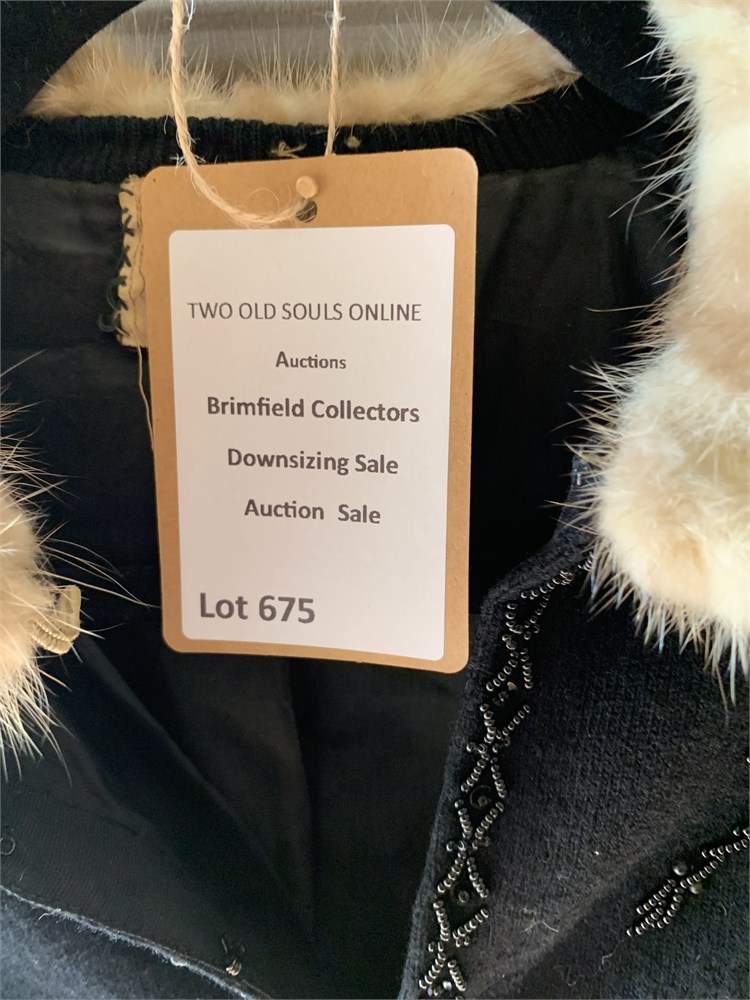 TWO OLD SOULS ONLINE
Auctions
Brimfield Collectors
Downsizing Sale
Auction Sale
Lot 675